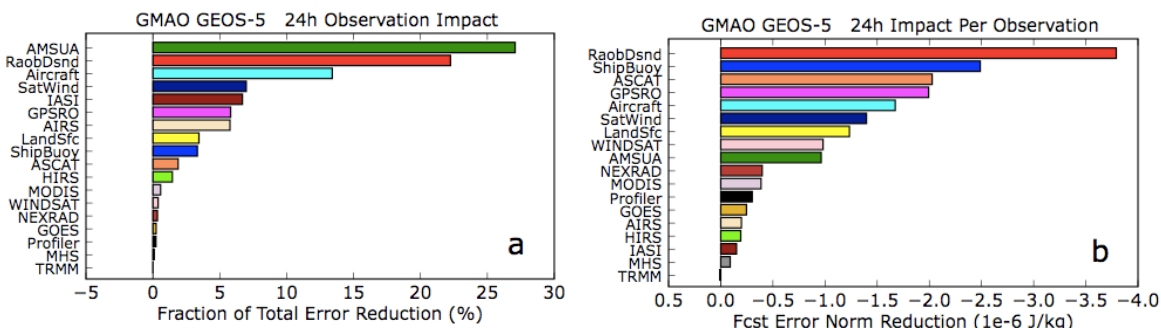 GMAO GEOS-5 24h Observation Impact
AMSUA
RaobDsnd
Aircraft
SatWind
IASI
GPSRO
AIRS
LandSfc
ShipBuoy
ASCAT
HIRS
MODIS
WINDSAT
NEXRAD
GOES
Profiler
MHS
TRMM
a
−5 0 5 10 15 20 25 30
Fraction of Total Error Reduction (%)
GMAO GEOS-5 24h Impact Per Observation
RaobDsnd
ShipBuoy
ASCAT
GPSRO
Aircraft
SatWind
LandSfc
WINDSAT
AMSUA
NEXRAD
MODIS
Profiler
GOES
AIRS
HIRS
IASI
MHS
TRMM
b
0.5 0.0 −0.5 −1.0 −1.5 −2.0 −2.5 −3.0 −3.5 −4.0
Fcst Error Norm Reduction (1e-6 J/kg)